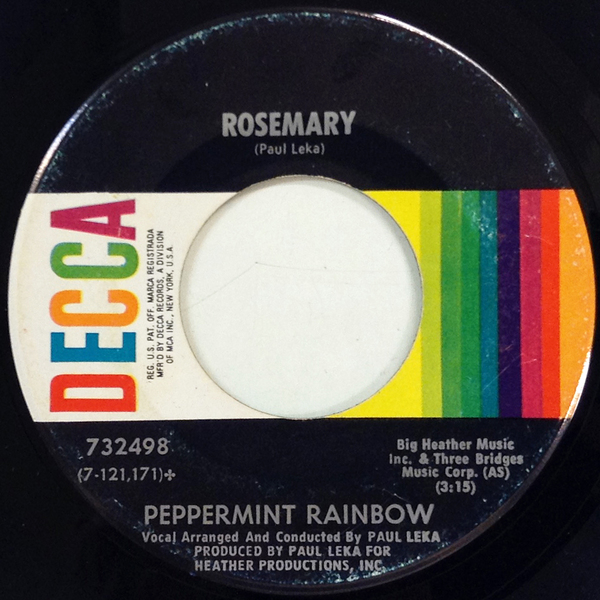 ROSEMARY
(Paul Leka)
DECCA
REG. U.S. PAT. OFF. MARCA REGISTRADA
MFR'D BY DECCA RECORDS, A DIVISION
OF MCA INC., NEW YORK, U.S.A.
732498
(7-121,171)✤
Big Heather Music
Inc. & Three Bridges
Music Corp. (AS)
(3:15)
PEPPERMINT RAINBOW
Vocal Arranged And Conducted By PAUL LEKA
PRODUCED BY PAUL LEKA FOR
HEATHER PRODUCTIONS, INC.